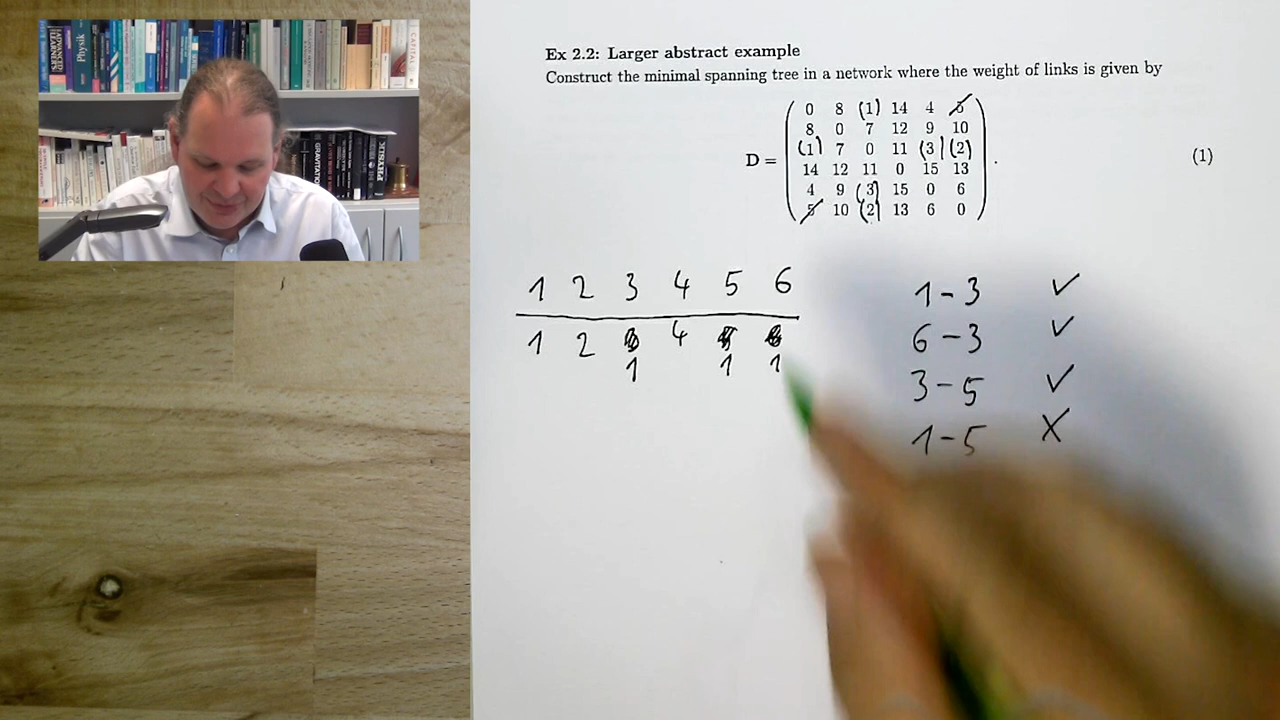 Ex 2.2: Larger abstract example
Construct the minimal spanning tree in a network where the weight of links is given by
0 8 (1) 14 4 5
8 0 7 12 9 10
D = (1) 7 0 11 (3) (2) . (1)
14 12 11 0 15 13
4 9 (3) 15 0 6
5 10 (2) 13 6 0
1 2 3 4 5 6
1 2 3 4 5 6
1 1 1
1-3 ✓
6-3 ✓
3-5 ✓
1-5 X
Physik
GRAVITATION
CAPITAL